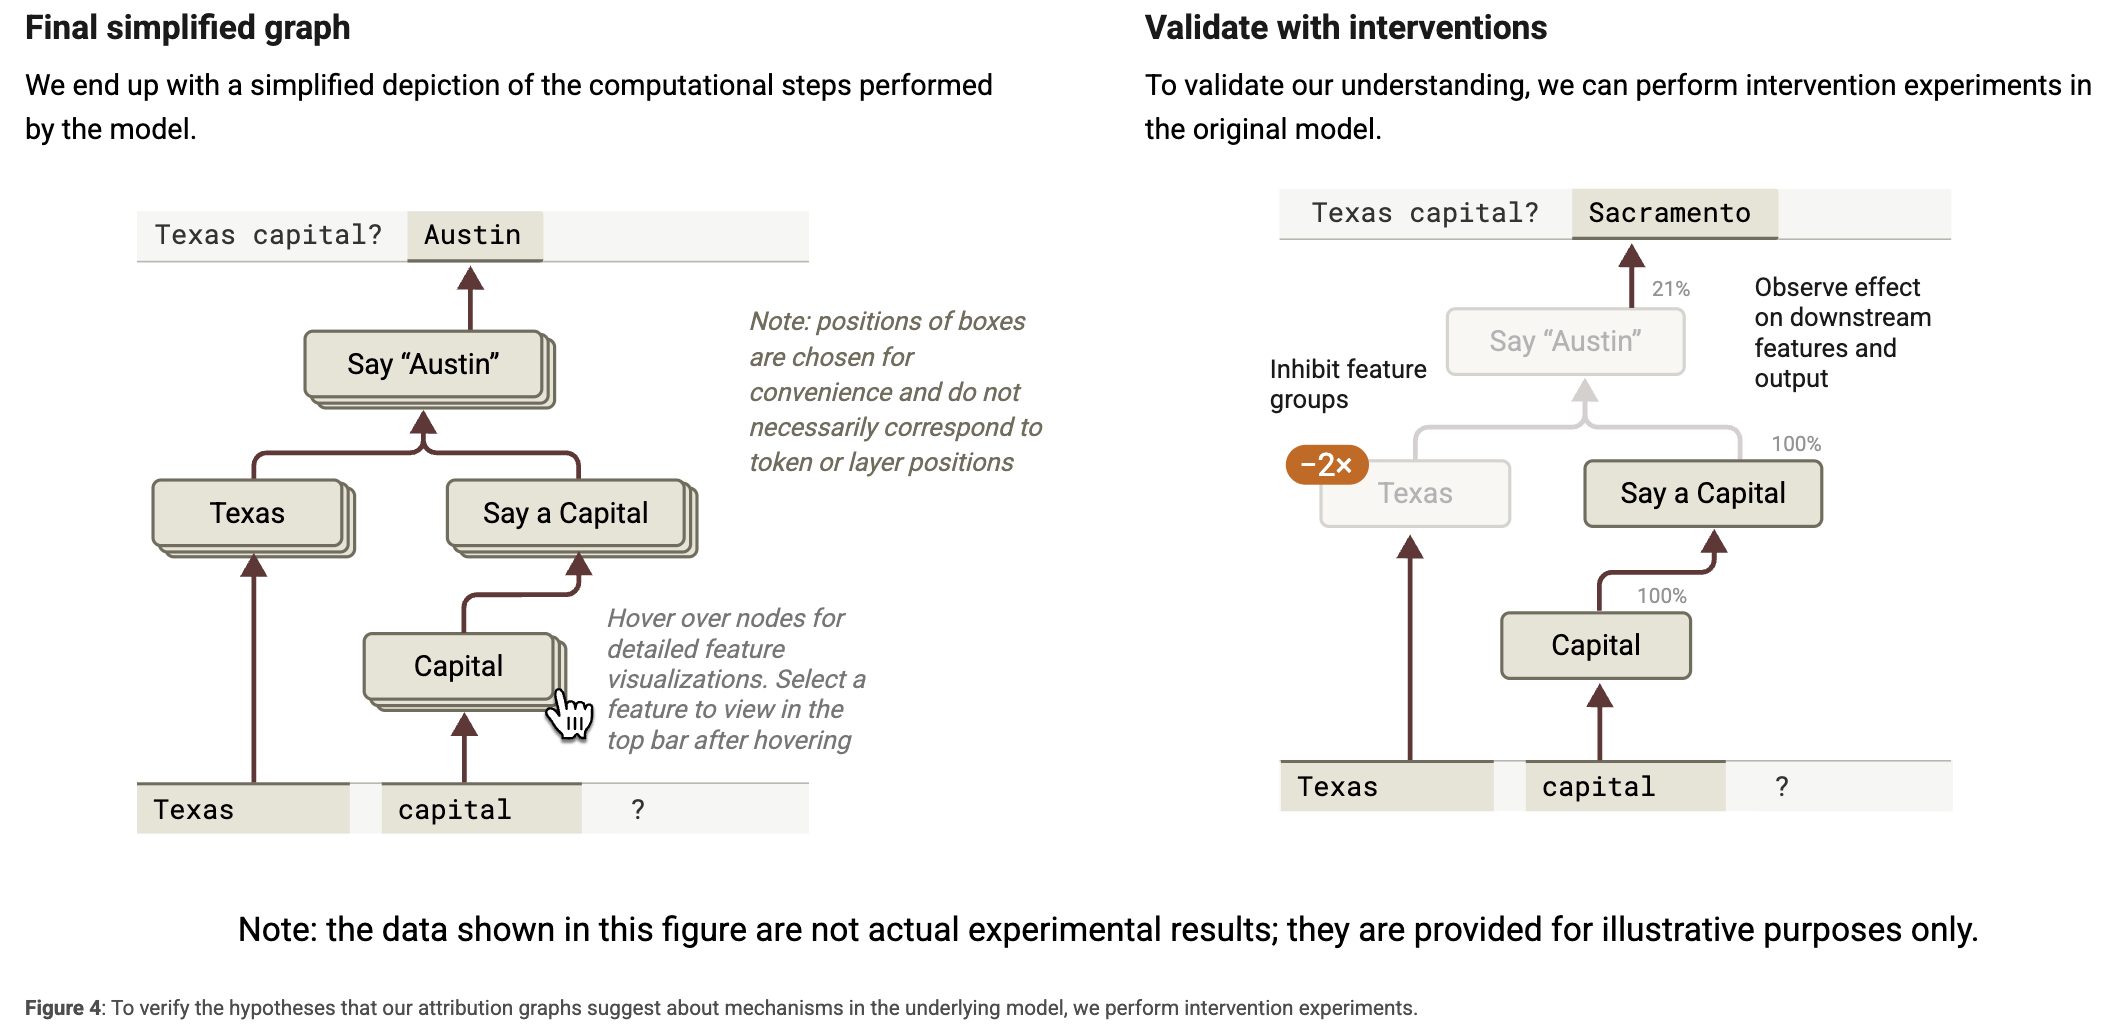 Final simplified graph
We end up with a simplified depiction of the computational steps performed
by the model.
Texas capital? Austin
Say “Austin”
Note: positions of boxes
are chosen for
convenience and do not
necessarily correspond to
token or layer positions
Texas
Say a Capital
Capital
Hover over nodes for
detailed feature
visualizations. Select a
feature to view in the
top bar after hovering
Texas capital ?
Validate with interventions
To validate our understanding, we can perform intervention experiments in
the original model.
Texas capital? Sacramento
21%
Observe effect
on downstream
features and
output
Say “Austin”
Inhibit feature
groups
−2×
Texas
100%
Say a Capital
100%
Capital
Texas capital ?
Note: the data shown in this figure are not actual experimental results; they are provided for illustrative purposes only.
Figure 4: To verify the hypotheses that our attribution graphs suggest about mechanisms in the underlying model, we perform intervention experiments.